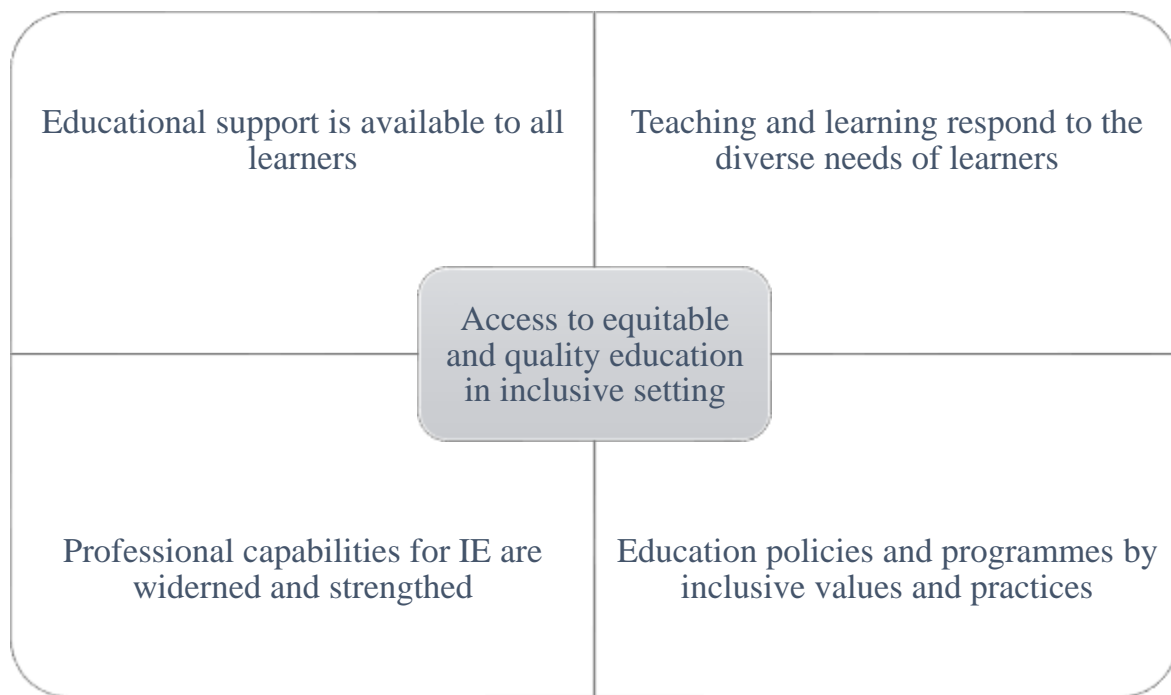 Educational support is available to all
learners
Teaching and learning respond to the
diverse needs of learners
Access to equitable
and quality education
in inclusive setting
Professional capabilities for IE are
widerned and strengthed
Education policies and programmes by
inclusive values and practices